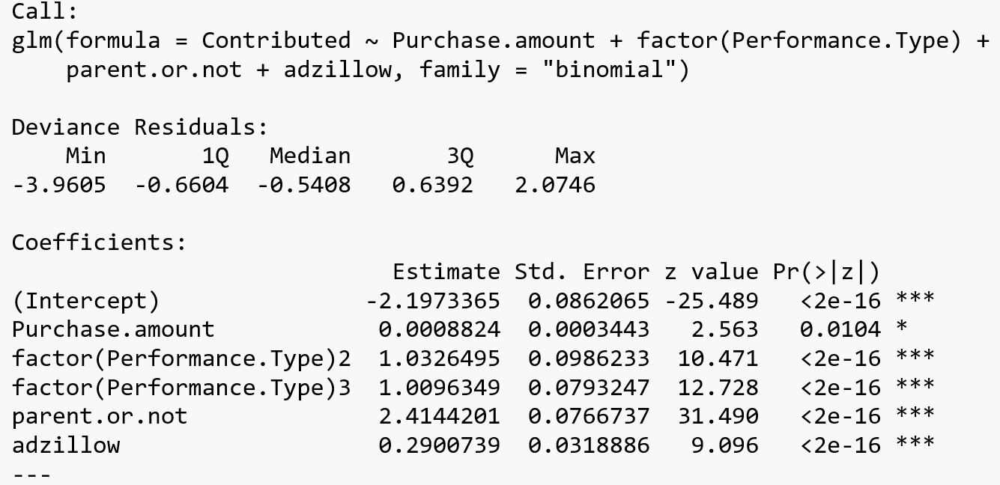 Call:
glm(formula = Contributed ~ Purchase.amount + factor(Performance.Type) +
    parent.or.not + adzillow, family = "binomial")

Deviance Residuals:
    Min       1Q   Median       3Q      Max
-3.9605  -0.6604  -0.5408   0.6392   2.0746

Coefficients:
                            Estimate Std. Error z value Pr(>|z|)
(Intercept)               -2.1973365  0.0862065 -25.489   <2e-16 ***
Purchase.amount            0.0008824  0.0003443   2.563   0.0104 *
factor(Performance.Type)2  1.0326495  0.0986233  10.471   <2e-16 ***
factor(Performance.Type)3  1.0096349  0.0793247  12.728   <2e-16 ***
parent.or.not              2.4144201  0.0766737  31.490   <2e-16 ***
adzillow                   0.2900739  0.0318886   9.096   <2e-16 ***
---